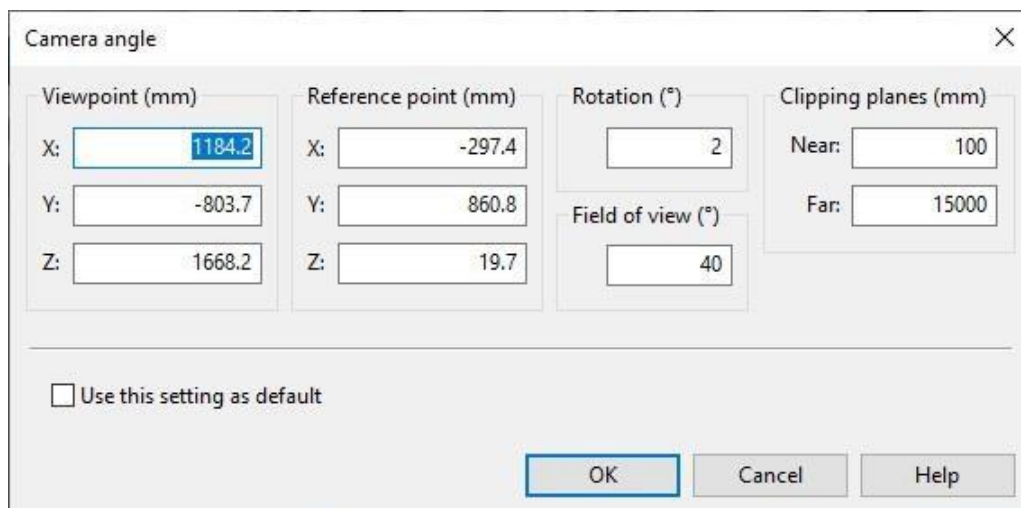 Camera angle
Viewpoint (mm)
X: 1184.2
Y: -803.7
Z: 1668.2
Reference point (mm)
X: -297.4
Y: 860.8
Z: 19.7
Rotation (°)
2
Field of view (°)
40
Clipping planes (mm)
Near: 100
Far: 15000
Use this setting as default
OK
Cancel
Help